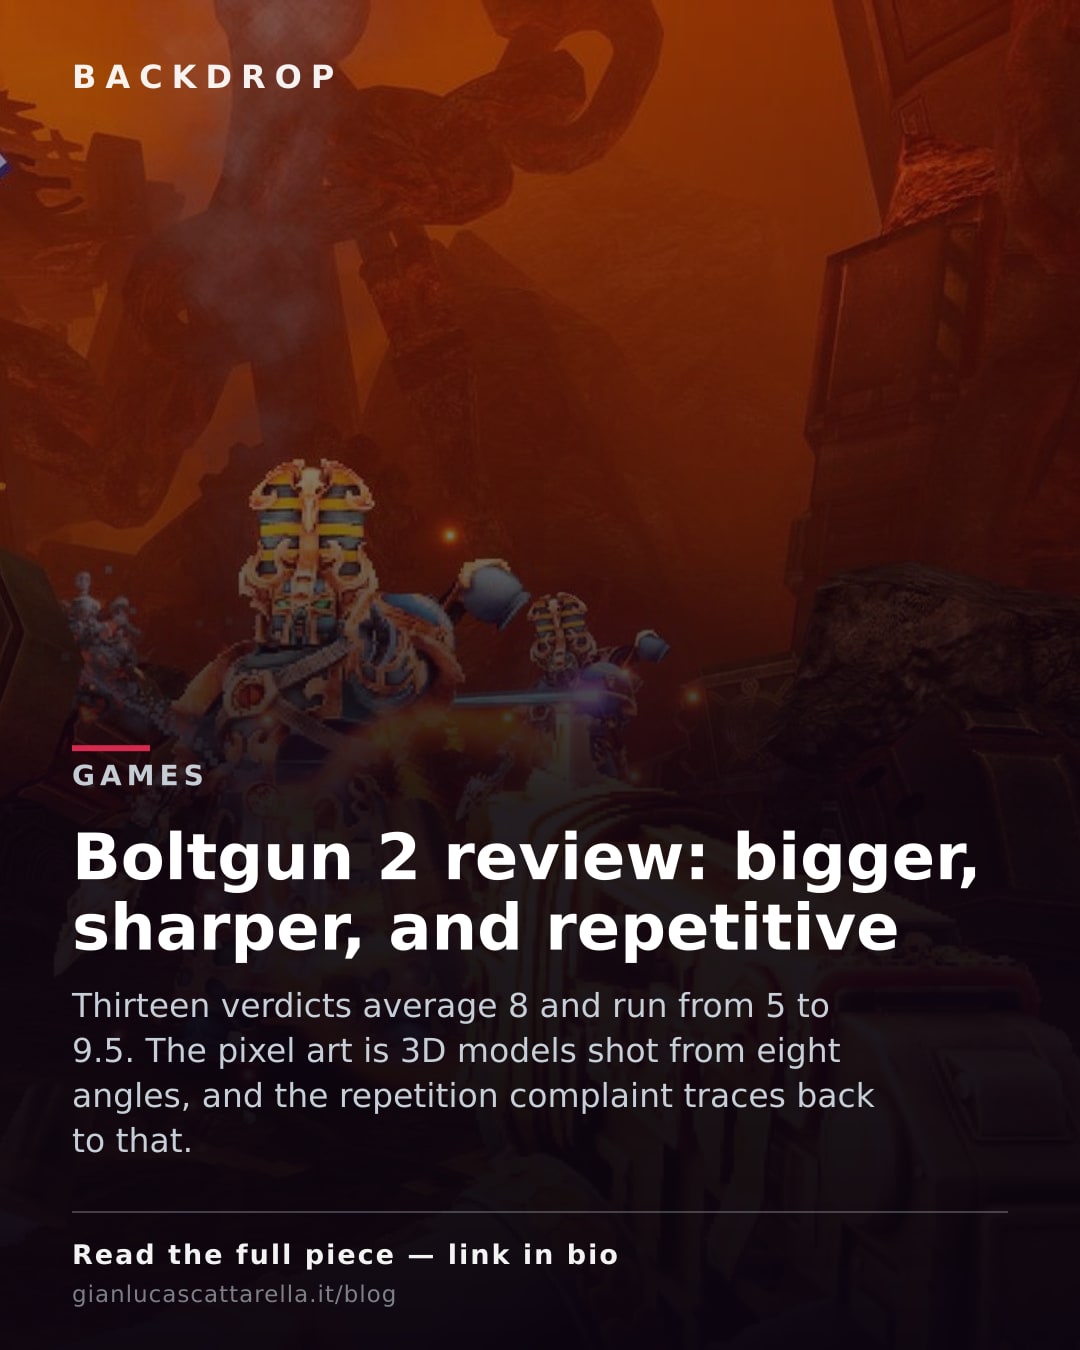 BACKDROP
GAMES
Boltgun 2 review: bigger,
sharper, and repetitive
Thirteen verdicts average 8 and run from 5 to
9.5. The pixel art is 3D models shot from eight
angles, and the repetition complaint traces back
to that.
Read the full piece — link in bio
gianlucascattarella.it/blog